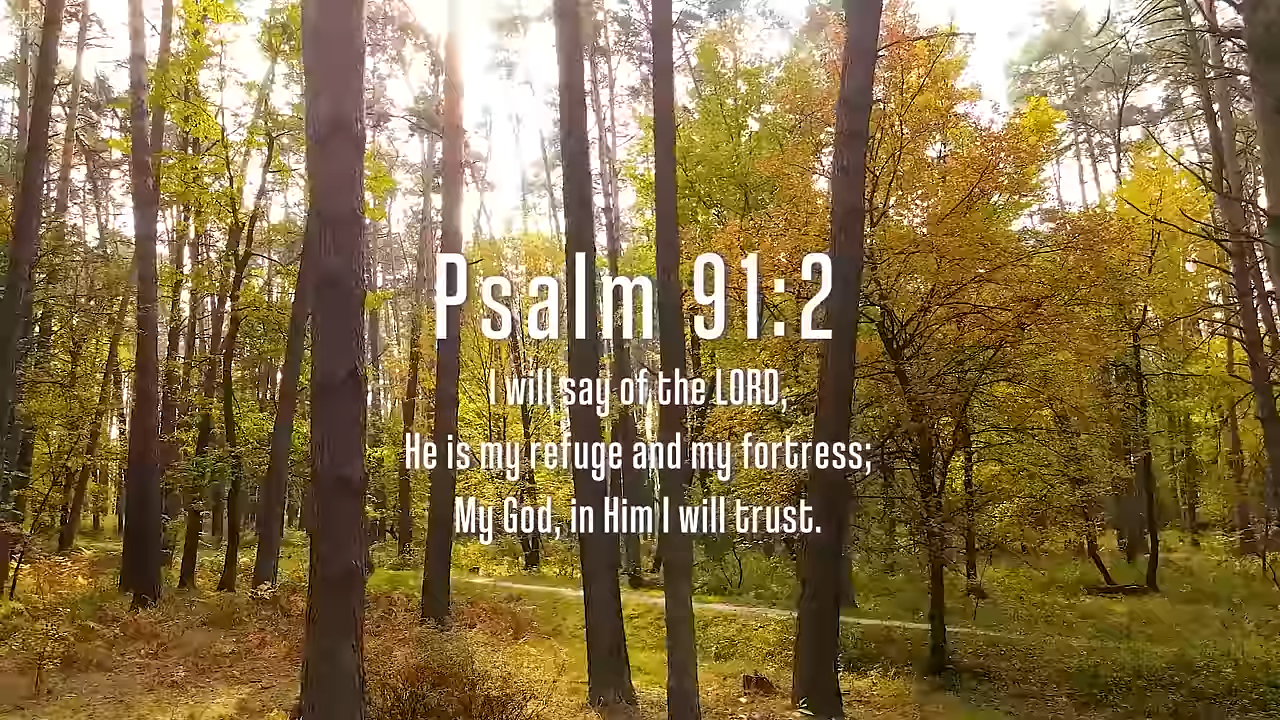 Psalm 91:2
I will say of the LORD,
He is my refuge and my fortress;
My God, in Him I will trust.